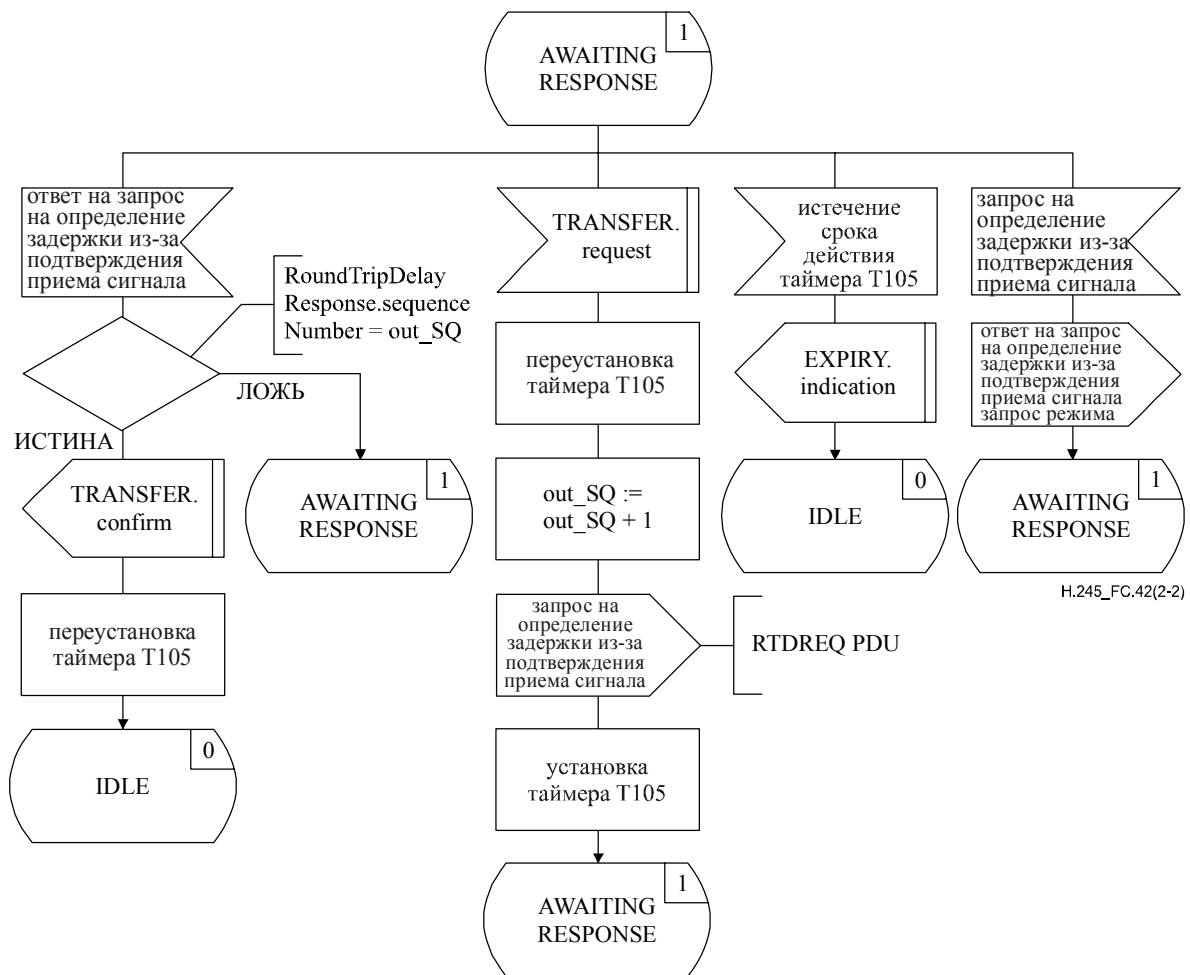 1
AWAITING
RESPONSE
ответ на запрос
на определение
задержки из-за
подтверждения
приема сигнала
RoundTripDelay
Response.sequence
Number = out_SQ
ЛОЖЬ
ИСТИНА
TRANSFER.
confirm
переустановка
таймера T105
0
IDLE
1
AWAITING
RESPONSE
TRANSFER.
request
переустановка
таймера T105
out_SQ :=
out_SQ + 1
запрос на
определение
задержки из-за
подтверждения
приема сигнала
RTDREQ PDU
установка
таймера T105
1
AWAITING
RESPONSE
истечение
срока
действия
таймера T105
EXPIRY.
indication
0
IDLE
запрос на
определение
задержки из-за
подтверждения
приема сигнала
ответ на запрос
на определение
задержки из-за
подтверждения
приема сигнала
запрос режима
1
AWAITING
RESPONSE
H.245_FC.42(2-2)